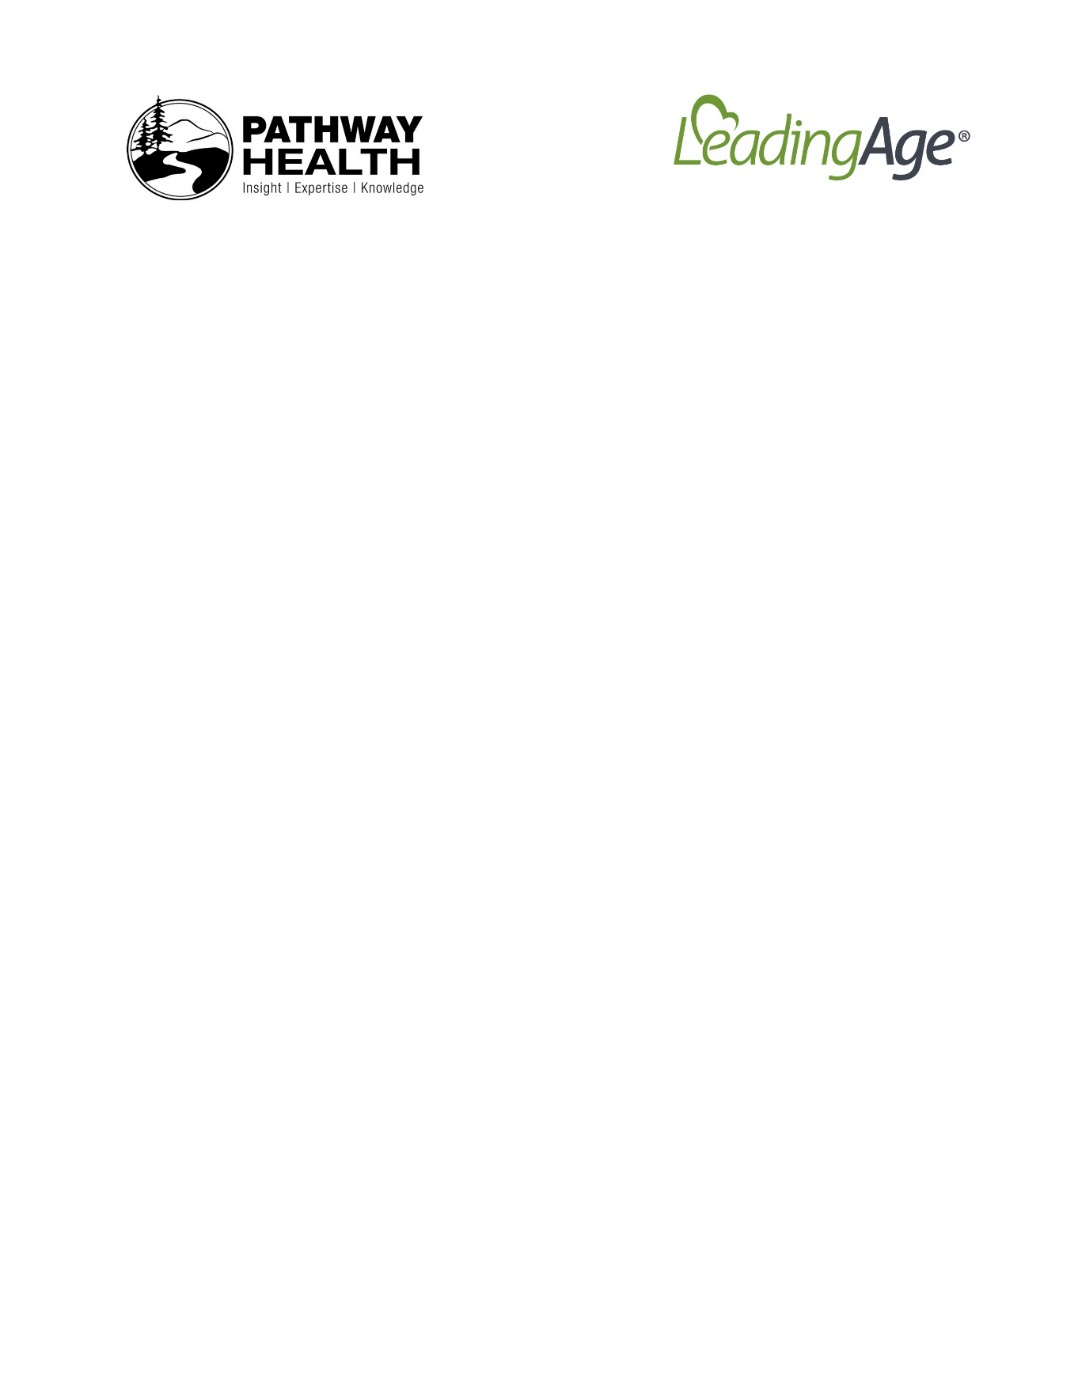 PATHWAY
HEALTH
Insight | Expertise | Knowledge
LeadingAge®